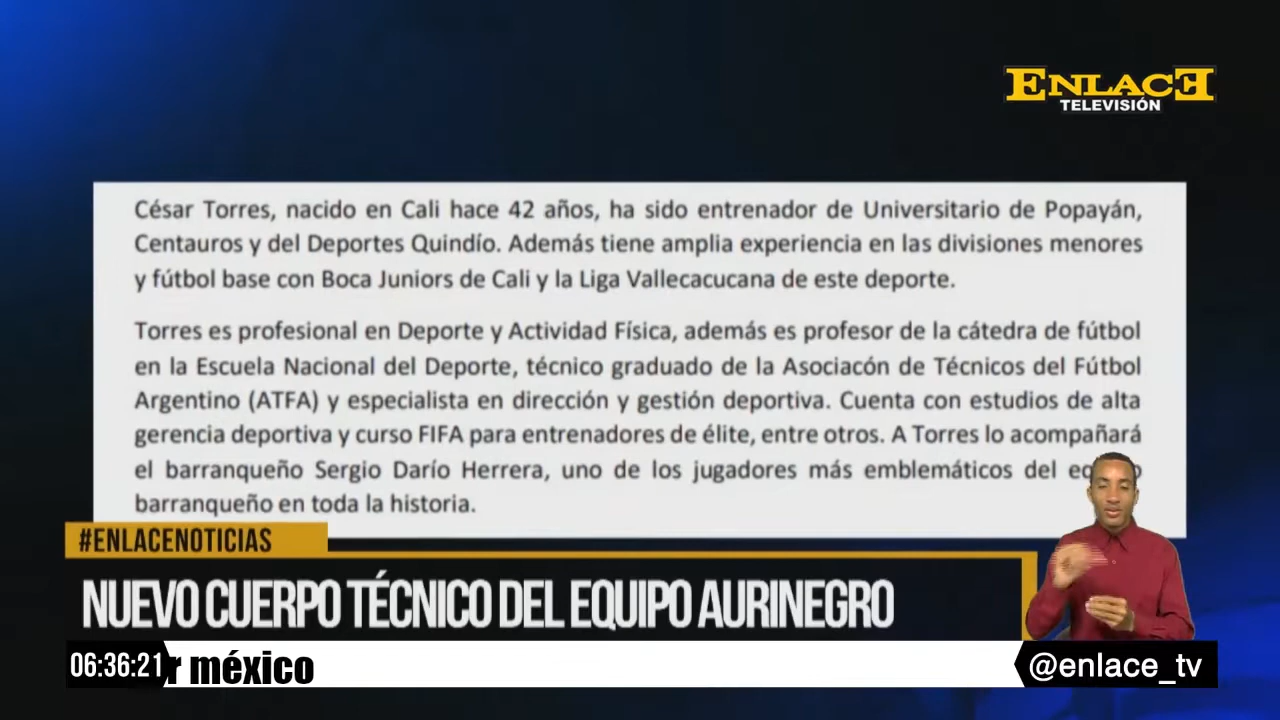 ENLACE
TELEVISIÓN
César Torres, nacido en Cali hace 42 años, ha sido entrenador de Universitario de Popayán,
Centauros y del Deportes Quindío. Además tiene amplia experiencia en las divisiones menores
y fútbol base con Boca Juniors de Cali y la Liga Vallecacucana de este deporte.
Torres es profesional en Deporte y Actividad Física, además es profesor de la cátedra de fútbol
en la Escuela Nacional del Deporte, técnico graduado de la Asociacón de Técnicos del Fútbol
Argentino (ATFA) y especialista en dirección y gestión deportiva. Cuenta con estudios de alta
gerencia deportiva y curso FIFA para entrenadores de élite, entre otros. A Torres lo acompañará
el barranqueño Sergio Darío Herrera, uno de los jugadores más emblemáticos del
barranqueño en toda la historia.
#ENLACENOTICIAS
NUEVO CUERPO TÉCNICO DEL EQUIPO AURINEGRO
06:36:21 r méxico
@enlace_tv